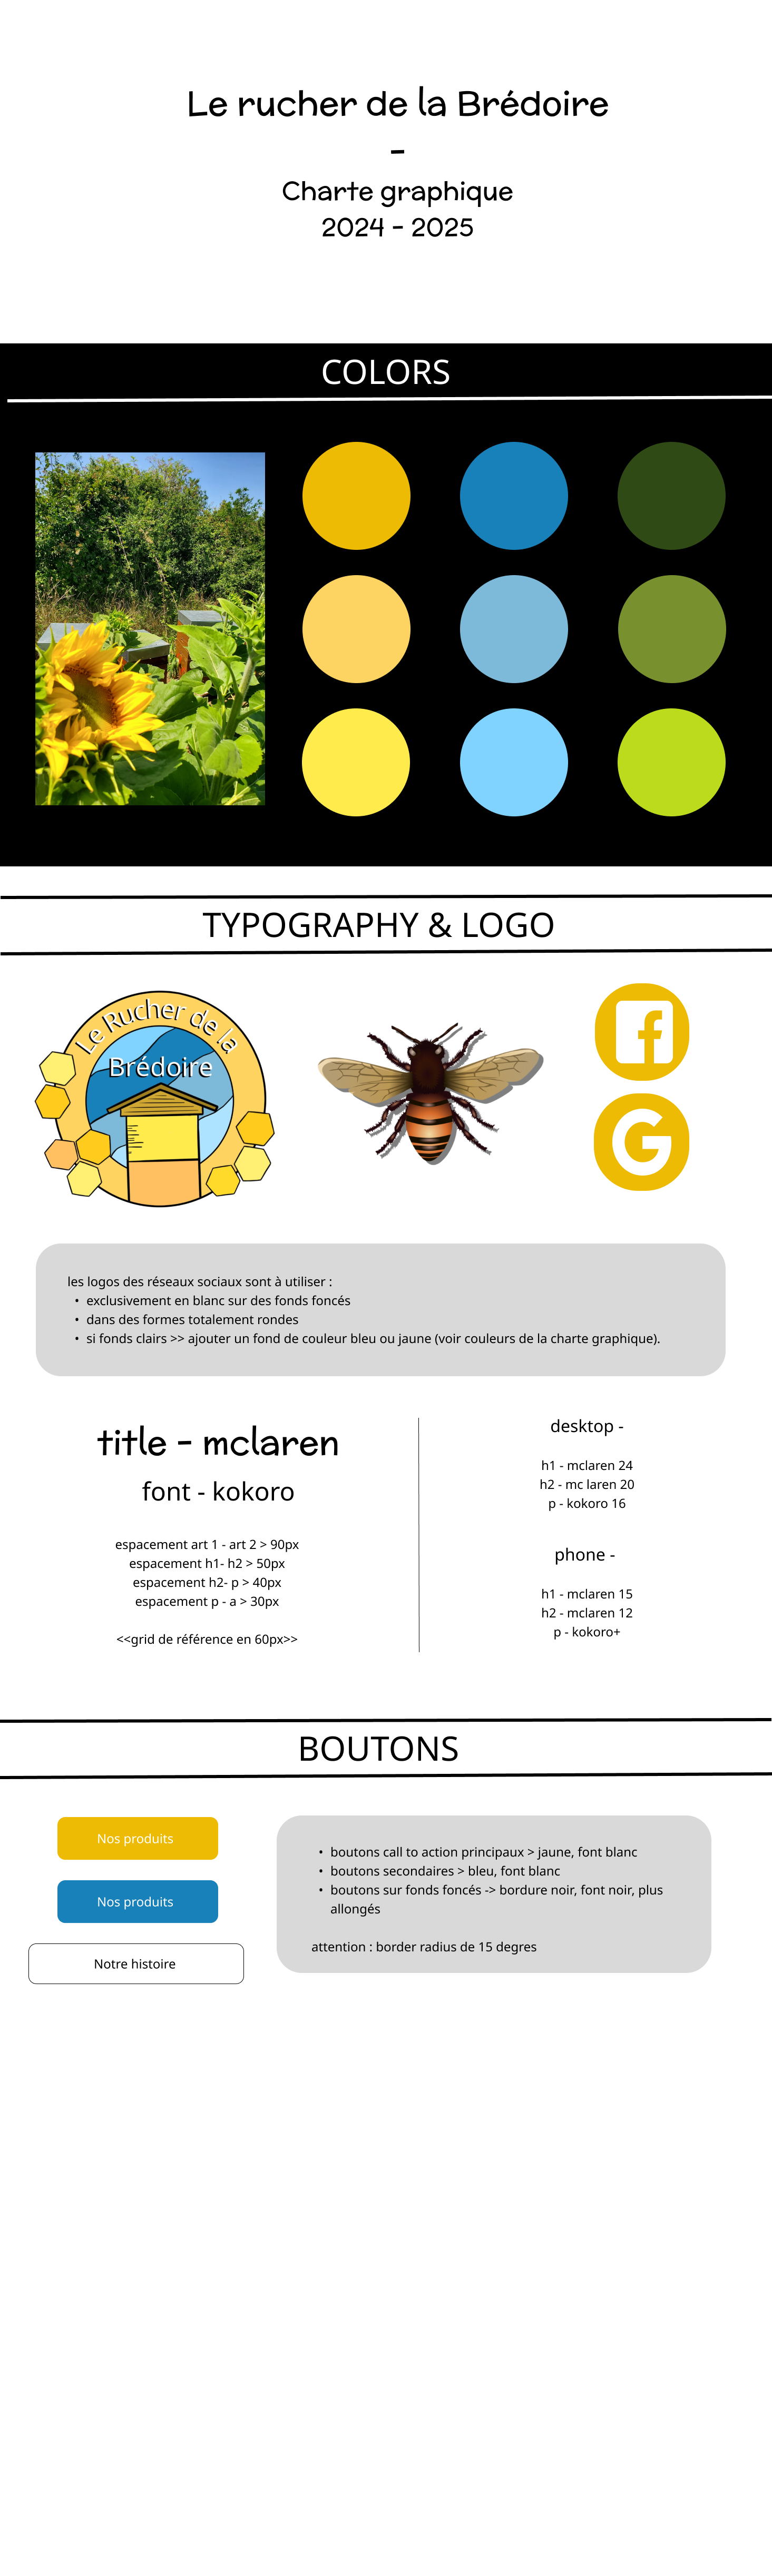 Le rucher de la Brédoire
-
Charte graphique
2024 - 2025
COLORS
TYPOGRAPHY & LOGO
Le Rucher de la
Brédoire
les logos des réseaux sociaux sont à utiliser :
• exclusivement en blanc sur des fonds foncés
• dans des formes totalement rondes
• si fonds clairs >> ajouter un fond de couleur bleu ou jaune (voir couleurs de la charte graphique).
title - mclaren
font - kokoro
espacement art 1 - art 2 > 90px
espacement h1- h2 > 50px
espacement h2- p > 40px
espacement p - a > 30px
<<grid de référence en 60px>>
desktop -
h1 - mclaren 24
h2 - mc laren 20
p - kokoro 16
phone -
h1 - mclaren 15
h2 - mclaren 12
p - kokoro+
BOUTONS
Nos produits
Nos produits
Notre histoire
• boutons call to action principaux > jaune, font blanc
• boutons secondaires > bleu, font blanc
• boutons sur fonds foncés -> bordure noir, font noir, plus
allongés
attention : border radius de 15 degres